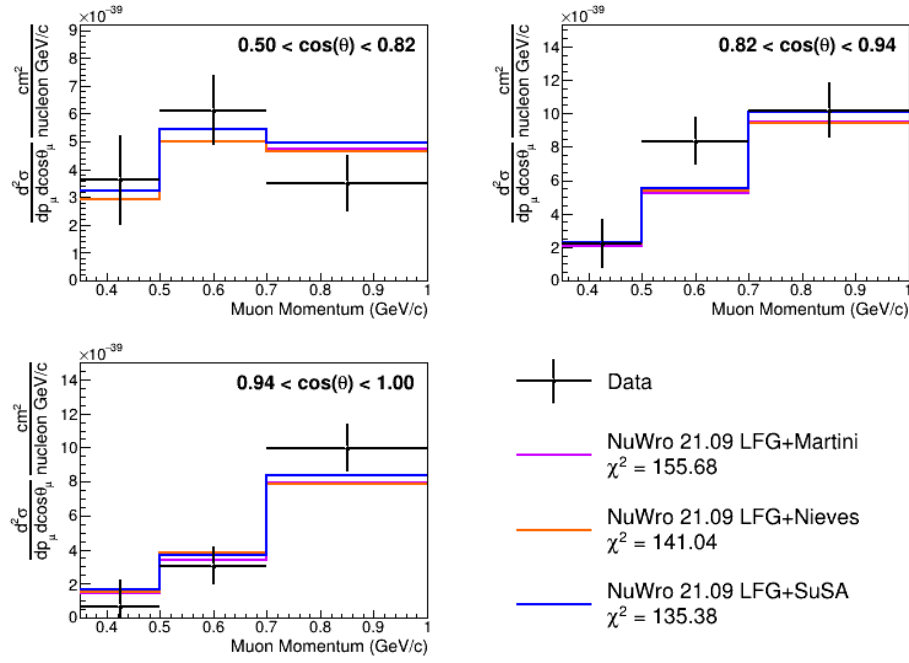 ×10⁻³⁹
0.50 < cos(θ) < 0.82
d²σ / dp_μ dcosθ_μ cm² / nucleon GeV/c
9
8
7
6
5
4
3
2
1
0
0.4 0.5 0.6 0.7 0.8 0.9 1
Muon Momentum (GeV/c)
×10⁻³⁹
0.82 < cos(θ) < 0.94
d²σ / dp_μ dcosθ_μ cm² / nucleon GeV/c
14
12
10
8
6
4
2
0
0.4 0.5 0.6 0.7 0.8 0.9 1
Muon Momentum (GeV/c)
×10⁻³⁹
0.94 < cos(θ) < 1.00
d²σ / dp_μ dcosθ_μ cm² / nucleon GeV/c
14
12
10
8
6
4
2
0
0.4 0.5 0.6 0.7 0.8 0.9 1
Muon Momentum (GeV/c)
Data
NuWro 21.09 LFG+Martini
χ² = 155.68
NuWro 21.09 LFG+Nieves
χ² = 141.04
NuWro 21.09 LFG+SuSA
χ² = 135.38